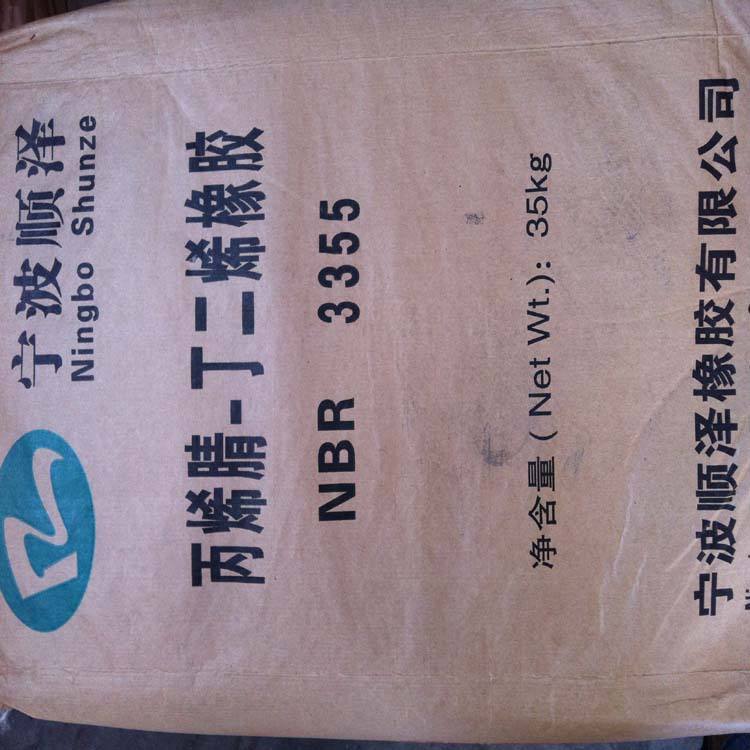 宁波顺泽
Ningbo Shunze
丙烯腈-丁二烯橡胶
NBR 3355
净含量(Net Wt.): 35kg
宁波顺泽橡胶有限公司